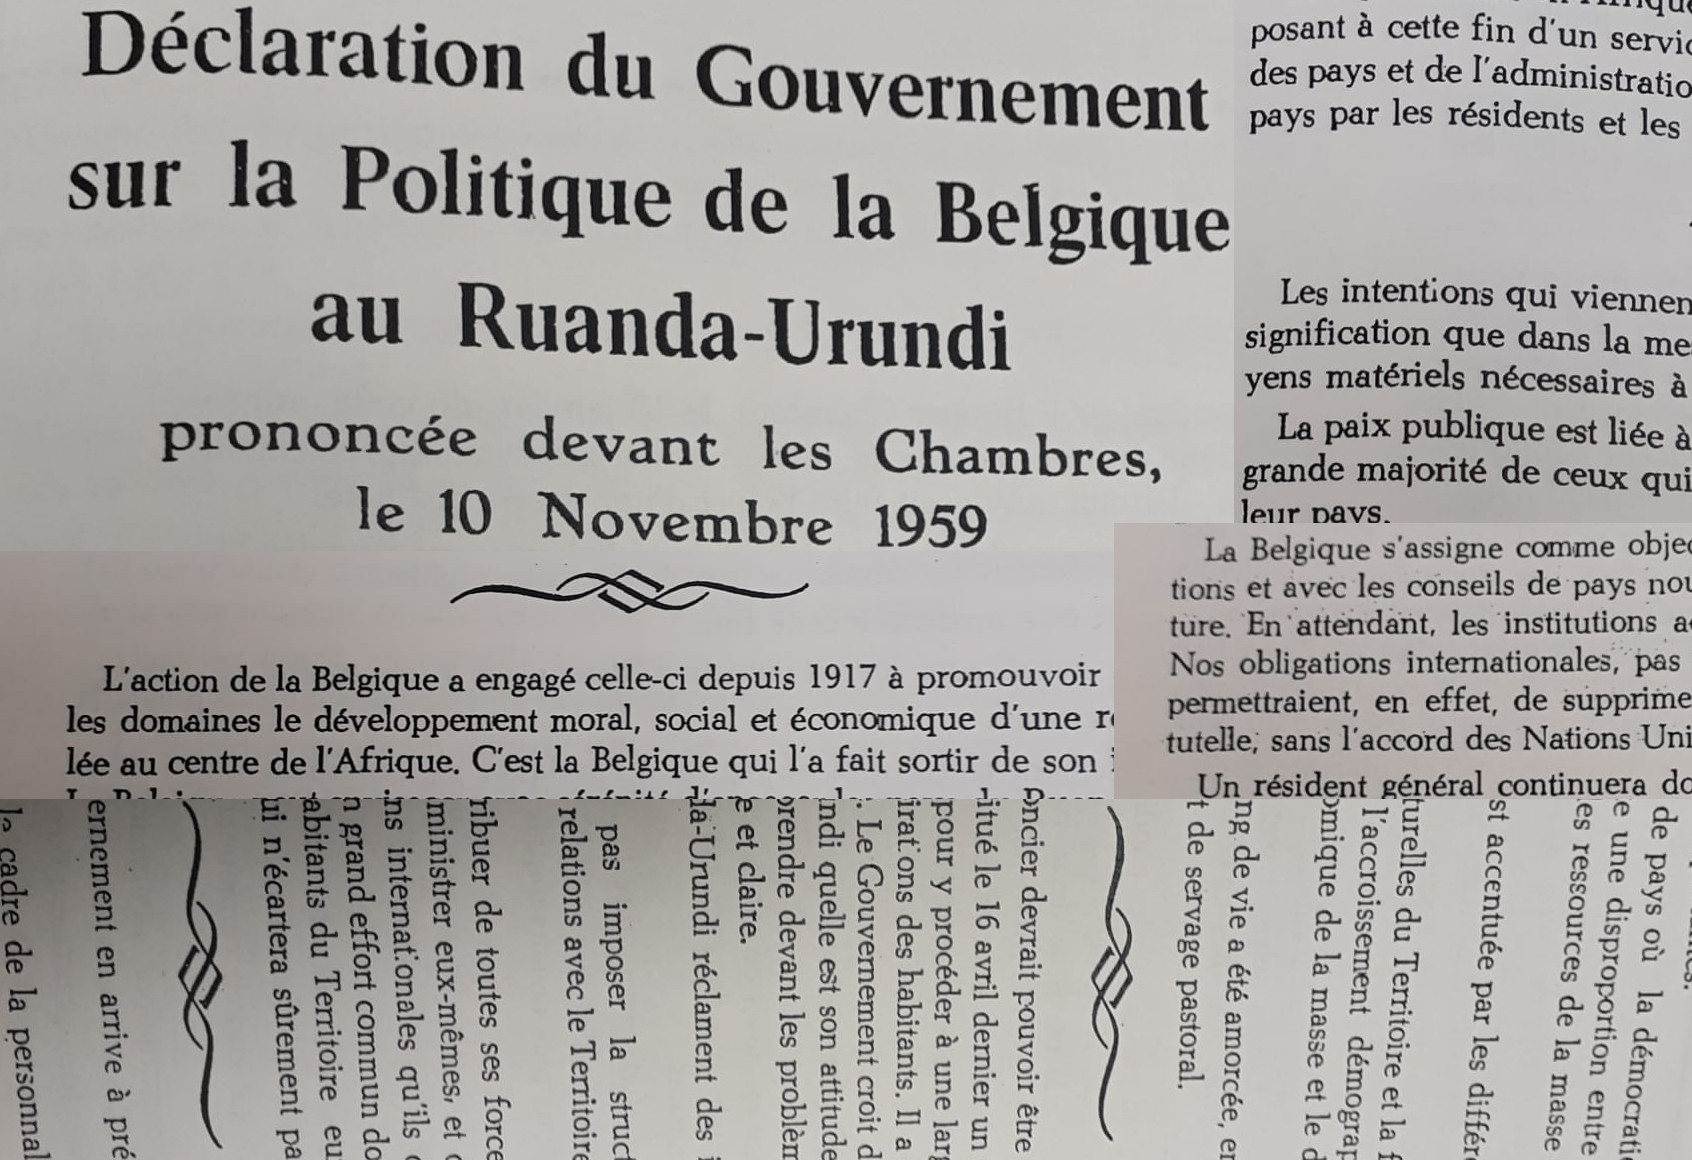 Déclaration du Gouvernement
sur la Politique de la Belgique
au Ruanda-Urundi
prononcée devant les Chambres,
le 10 Novembre 1959
L'action de la Belgique a engagé celle-ci depuis 1917 à promouvoir
les domaines le développement moral, social et économique d'une
lée au centre de l'Afrique. C'est la Belgique qui l'a fait sortir de son
posant à cette fin d'un servic
des pays et de l'administratio
pays par les résidents et les
Les intentions qui viennen
signification que dans la me
yens matériels nécessaires à
La paix publique est liée à
grande majorité de ceux qui
leur pays.
La Belgique s'assigne comme objec
tions et avec les conseils de pays nou
ture. En attendant, les institutions
Nos obligations internationales, pas
permettraient, en effet, de supprime
tutelle, sans l'accord des Nations Uni
Un résident général continuera do
de pays où la démocrati
e une disproportion entre
es ressources de la masse
st accentuée par les différ
turelles du Territoire et la f
l'accroissement démograp
omique de la masse et le d
ng de vie a été amorcée, en
t de servage pastoral.
oncier devrait pouvoir être
itué le 16 avril dernier un
pour y procéder à une larg
irat'ons des habitants. Il a
. Le Gouvernement croit d
ndi quelle est son attitude
prendre devant les problèm
e et claire.
da-Urundi réclament des
pas imposer la struct
relations avec le Territoire
ribuer de toutes ses force
ministrer eux-mêmes, et
ns internat'onales qu'ils
n grand effort commun do
abitants du Territoire eu
ui n'écartera sûrement pa
ernement en arrive à pré
le cadre de la personnal